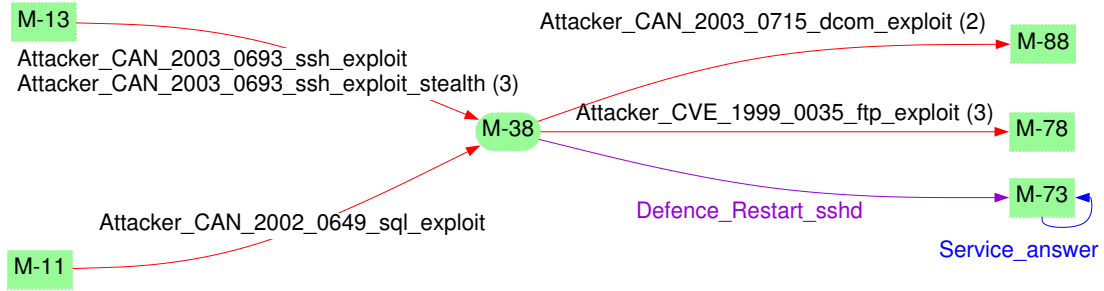 M-13
Attacker_CAN_2003_0693_ssh_exploit
Attacker_CAN_2003_0693_ssh_exploit_stealth (3)
M-38
Attacker_CAN_2002_0649_sql_exploit
M-11
Attacker_CAN_2003_0715_dcom_exploit (2)
M-88
Attacker_CVE_1999_0035_ftp_exploit (3)
M-78
Defence_Restart_sshd
M-73
Service_answer